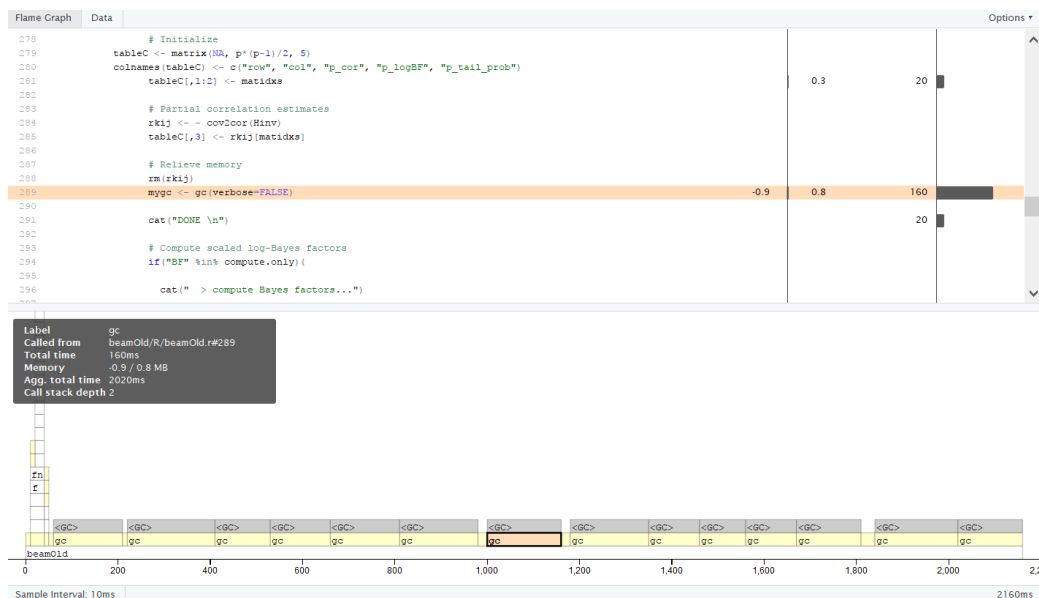 Flame Graph Data Options ▾
278 # Initialize
279 tableC <- matrix(NA, p*(p-1)/2, 5)
280 colnames(tableC) <- c("row", "col", "p_cor", "p_logBF", "p_tail_prob")
281 tableC[,1:2] <- matidxs 0.3 20
282
283 # Partial correlation estimates
284 rkij <- - cov2cor(Hinv)
285 tableC[,3] <- rkij[matidxs]
286
287 # Relieve memory
288 rm(rkij)
289 mygc <- gc(verbose=FALSE) -0.9 0.8 160
290
291 cat("DONE \n") 20
292
293 # Compute scaled log-Bayes factors
294 if("BF" %in% compute.only){
295
296 cat("  > compute Bayes factors...")
Label gc
Called from beamOld/R/beamOld.r#289
Total time 160ms
Memory -0.9 / 0.8 MB
Agg. total time 2020ms
Call stack depth 2
fn
f
<GC> <GC> <GC> <GC> <GC> <GC> <GC> <GC> <GC> <GC> <GC> <GC> <GC> <GC>
gc gc gc gc gc gc gc gc gc gc gc gc gc gc
beamOld
0 200 400 600 800 1,000 1,200 1,400 1,600 1,800 2,000
Sample Interval: 10ms 2160ms